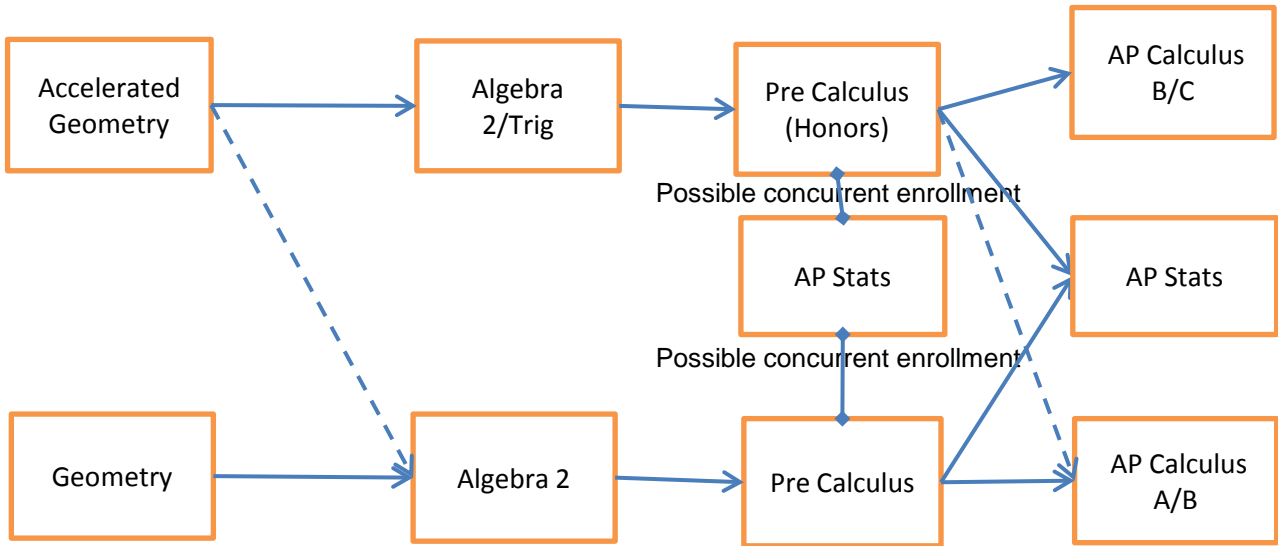 Accelerated
Geometry
Algebra
2/Trig
Pre Calculus
(Honors)
AP Calculus
B/C
Possible concurrent enrollment
AP Stats
AP Stats
Possible concurrent enrollment
Geometry
Algebra 2
Pre Calculus
AP Calculus
A/B